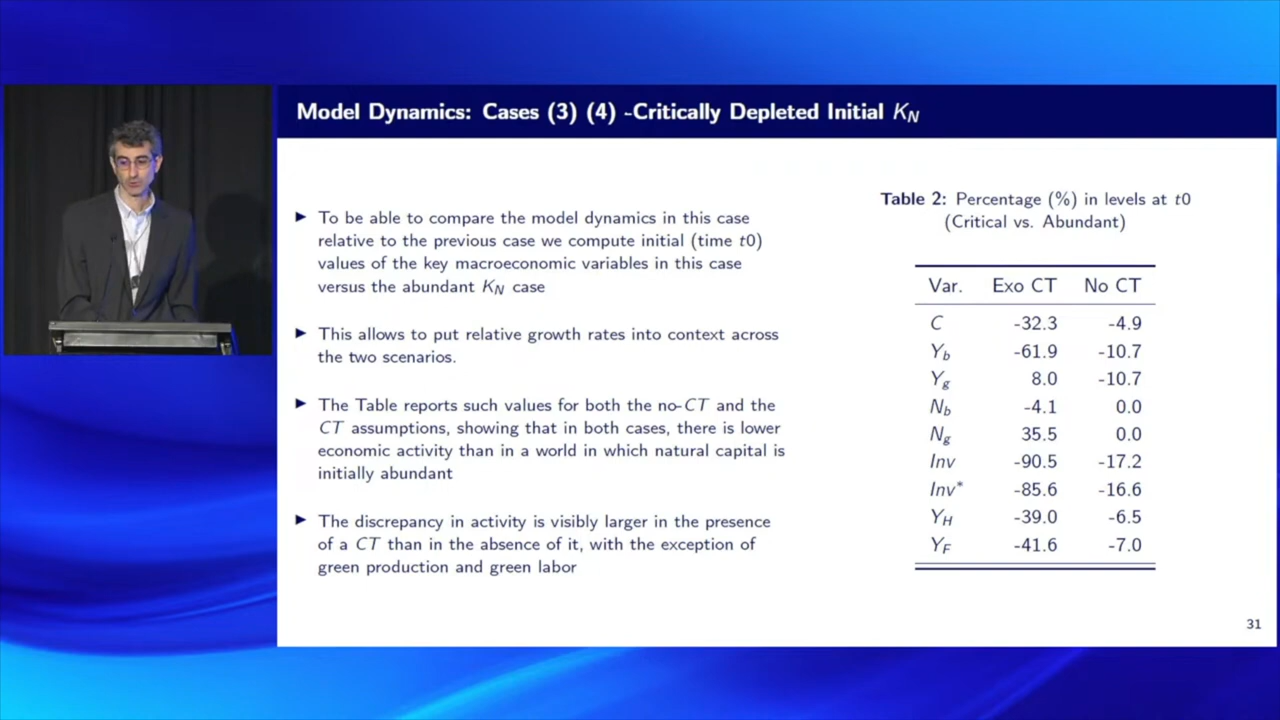 Model Dynamics: Cases (3) (4) -Critically Depleted Initial K_N
► To be able to compare the model dynamics in this case
relative to the previous case we compute initial (time t0)
values of the key macroeconomic variables in this case
versus the abundant K_N case
► This allows to put relative growth rates into context across
the two scenarios.
► The Table reports such values for both the no-CT and the
CT assumptions, showing that in both cases, there is lower
economic activity than in a world in which natural capital is
initially abundant
► The discrepancy in activity is visibly larger in the presence
of a CT than in the absence of it, with the exception of
green production and green labor
Table 2: Percentage (%) in levels at t0
(Critical vs. Abundant)
Var. Exo CT No CT
C -32.3 -4.9
Y_b -61.9 -10.7
Y_g 8.0 -10.7
N_b -4.1 0.0
N_g 35.5 0.0
Inv -90.5 -17.2
Inv* -85.6 -16.6
Y_H -39.0 -6.5
Y_F -41.6 -7.0
31